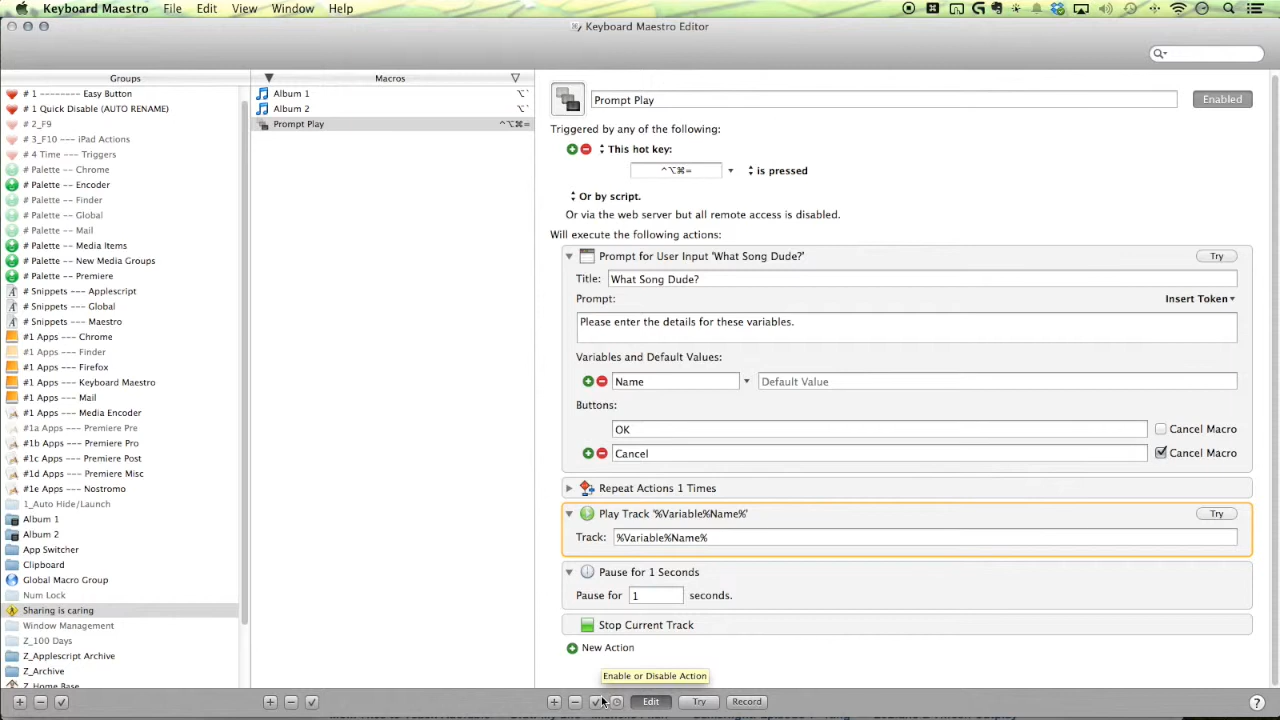 Keyboard Maestro File Edit View Window Help
Keyboard Maestro Editor
Groups
# 1 -------- Easy Button
# 1 Quick Disable (AUTO RENAME)
# 2_F9
# 3_F10 --- iPad Actions
# 4 Time --- Triggers
# Palette -- Chrome
# Palette -- Encoder
# Palette -- Finder
# Palette -- Global
# Palette -- Mail
# Palette -- Media Items
# Palette -- New Media Groups
# Palette -- Premiere
# Snippets --- Applescript
# Snippets --- Global
# Snippets --- Maestro
#1 Apps --- Chrome
#1 Apps --- Finder
#1 Apps --- Firefox
#1 Apps --- Keyboard Maestro
#1 Apps --- Mail
#1 Apps --- Media Encoder
#1a Apps --- Premiere Pre
#1b Apps --- Premiere Pro
#1c Apps --- Premiere Post
#1d Apps --- Premiere Misc
#1e Apps --- Nostromo
1_Auto Hide/Launch
Album 1
Album 2
App Switcher
Clipboard
Global Macro Group
Num Lock
Sharing is caring
Window Management
Z_100 Days
Z_Applescript Archive
Z_Archive
Z_Home Base
Macros
Album 1 ⌥`
Album 2 ⌥`
Prompt Play ^⌥⌘=
Prompt Play
Enabled
Triggered by any of the following:
This hot key:
^⌥⌘= is pressed
Or by script.
Or via the web server but all remote access is disabled.
Will execute the following actions:
Prompt for User Input 'What Song Dude?' Try
Title: What Song Dude?
Prompt: Insert Token
Please enter the details for these variables.
Variables and Default Values:
Name Default Value
Buttons:
OK Cancel Macro
Cancel Cancel Macro
Repeat Actions 1 Times
Play Track '%Variable%Name%' Try
Track: %Variable%Name%
Pause for 1 Seconds
Pause for 1 seconds.
Stop Current Track
New Action
Enable or Disable Action
Edit Try Record ?